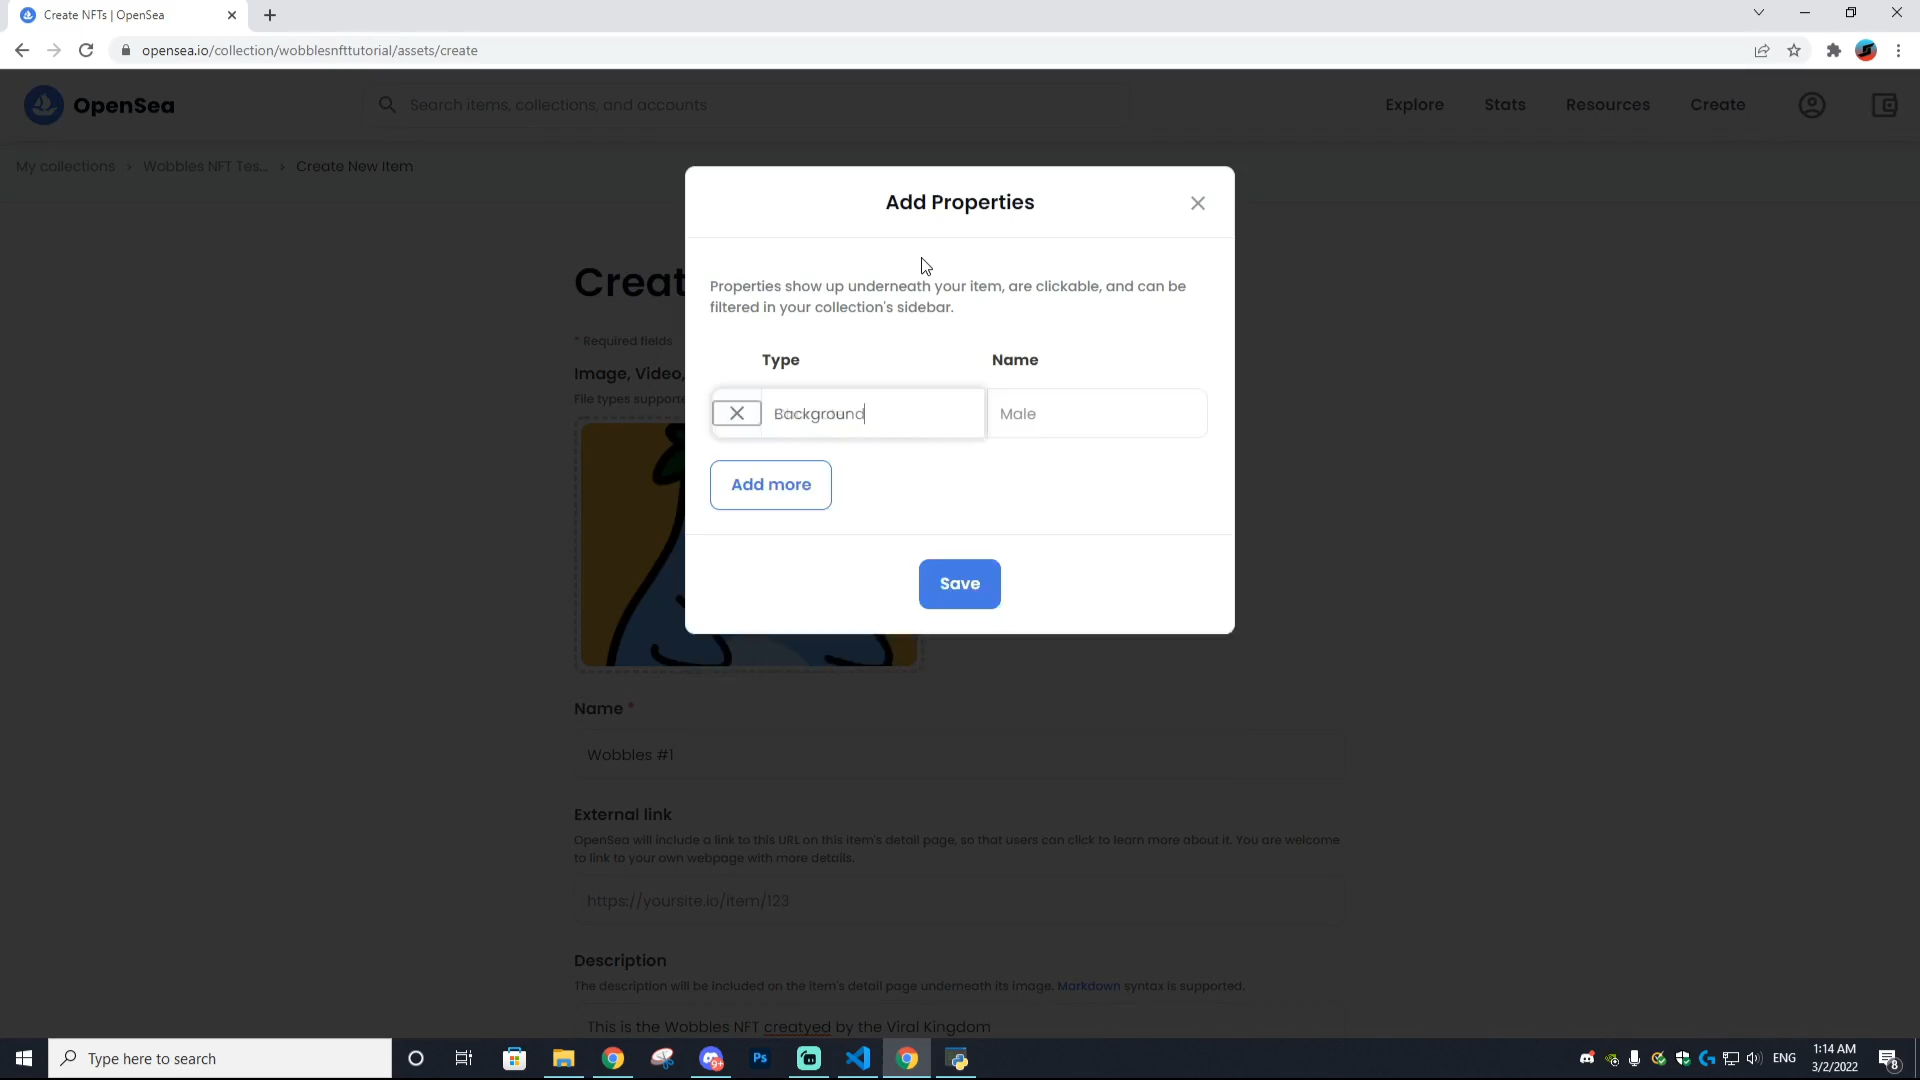 Create NFTs | OpenSea
opensea.io/collection/wobblesnfttutorial/assets/create
OpenSea
Search items, collections, and accounts
Explore
Stats
Resources
Create
My collections > Wobbles NFT Tes... > Create New Item
Add Properties
Creat
Properties show up underneath your item, are clickable, and can be
filtered in your collection's sidebar.
* Required fields
Image, Video,
File types supporte
Type
Name
Background
Male
Add more
Save
Name *
Wobbles #1
External link
OpenSea will include a link to this URL on this item's detail page, so that users can click to learn more about it. You are welcome
to link to your own webpage with more details.
https://yoursite.io/item/123
Description
The description will be included on the item's detail page underneath its image. Markdown syntax is supported.
This is the Wobbles NFT creatyed by the Viral Kingdom
Type here to search
9+
Ps
ENG
1:14 AM
3/2/2022
8